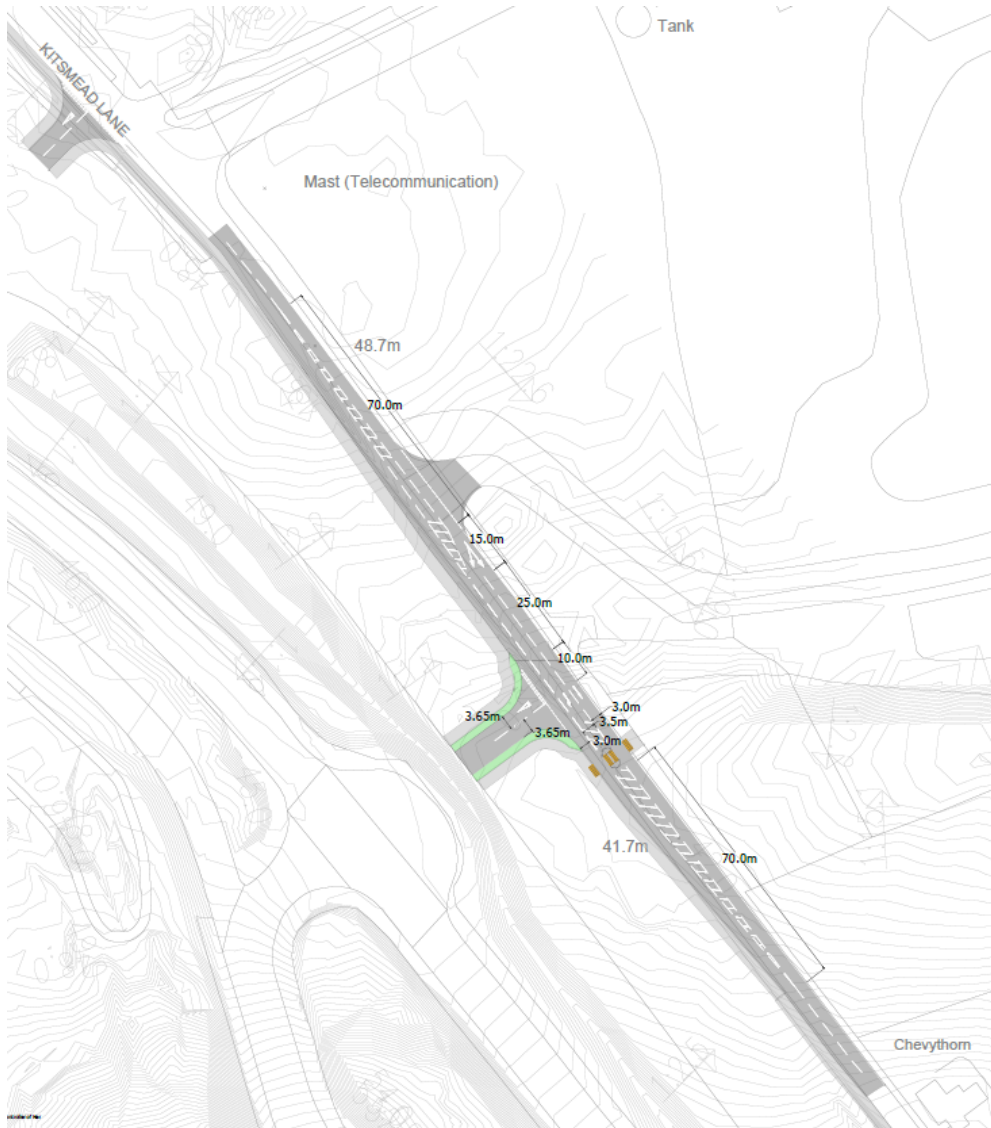 Tank
KITSMEAD LANE
Mast (Telecommunication)
48.7m
70.0m
15.0m
25.0m
10.0m
3.0m
3.65m
3.5m
3.65m
3.0m
41.7m
70.0m
Chevythorn